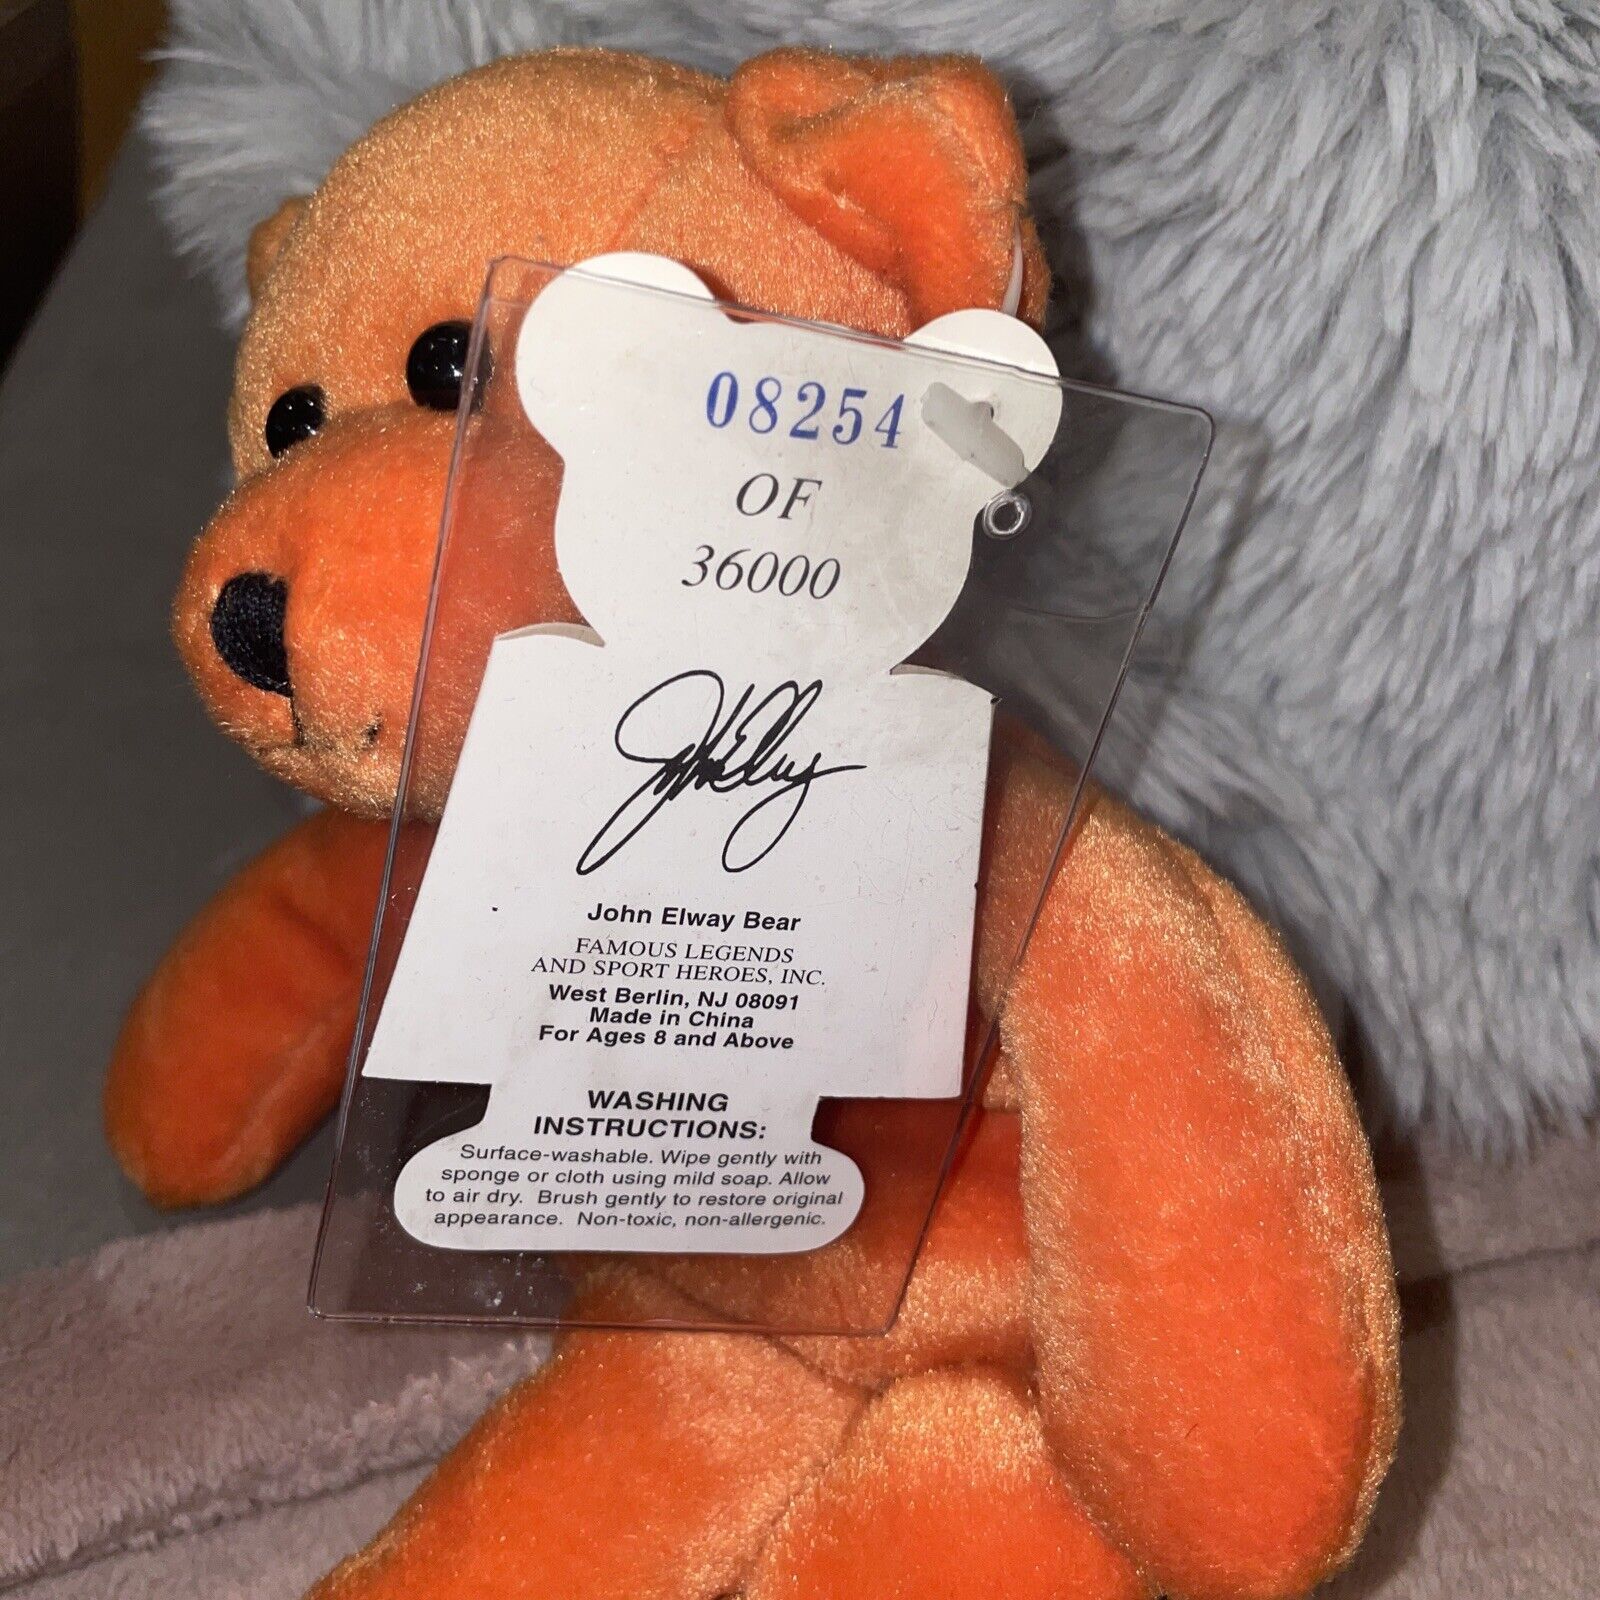 08254
OF
36000
John Elway
John Elway Bear
FAMOUS LEGENDS
AND SPORT HEROES, INC.
West Berlin, NJ 08091
Made in China
For Ages 8 and Above
WASHING
INSTRUCTIONS:
Surface-washable. Wipe gently with
sponge or cloth using mild soap. Allow
to air dry. Brush gently to restore original
appearance. Non-toxic, non-allergenic.